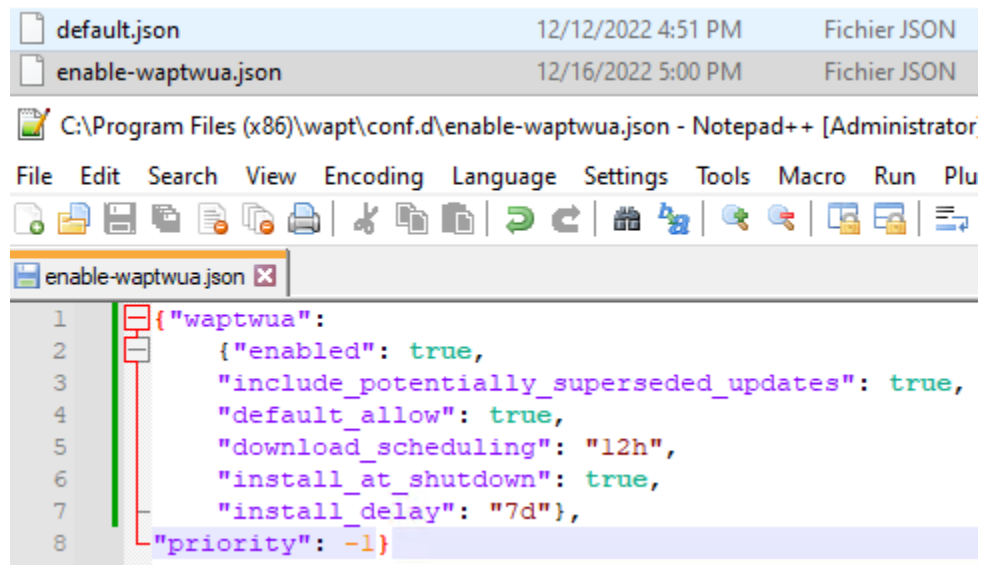 default.json 12/12/2022 4:51 PM Fichier JSON
enable-waptwua.json 12/16/2022 5:00 PM Fichier JSON
C:\Program Files (x86)\wapt\conf.d\enable-waptwua.json - Notepad++ [Administrator]
File Edit Search View Encoding Language Settings Tools Macro Run Plu
enable-waptwua.json
1 {"waptwua":
2 {"enabled": true,
3 "include_potentially_superseded_updates": true,
4 "default_allow": true,
5 "download_scheduling": "12h",
6 "install_at_shutdown": true,
7 "install_delay": "7d"},
8 "priority": -1}